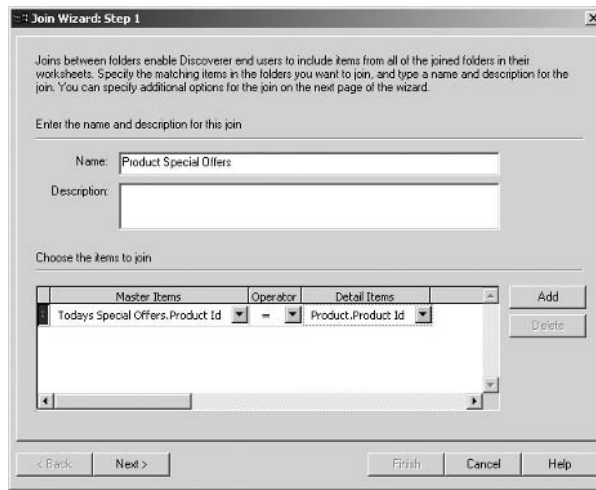 Join Wizard: Step 1
Joins between folders enable Discoverer end users to include items from all of the joined folders in their
worksheets. Specify the matching items in the folders you want to join, and type a name and description for the
join. You can specify additional options for the join on the next page of the wizard.
Enter the name and description for this join
Name: Product Special Offers
Description:
Choose the items to join
Master Items Operator Detail Items
Todays Special Offers.Product Id = Product.Product Id
Add
Delete
< Back Next > Finish Cancel Help